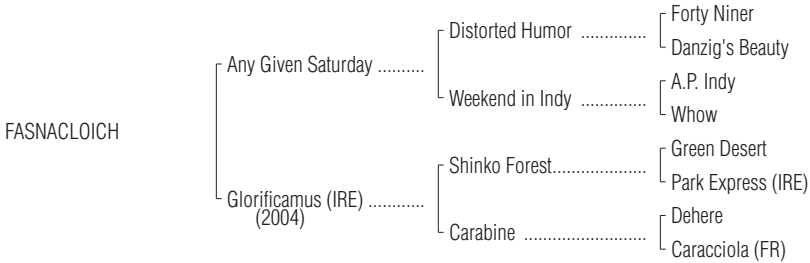 Forty Niner
Distorted Humor ..............
Danzig's Beauty
Any Given Saturday ..........
A.P. Indy
Weekend in Indy ..............
Whow
FASNACLOICH
Green Desert
Shinko Forest....................
Park Express (IRE)
Glorificamus (IRE) ............
(2004)
Dehere
Carabine ..........................
Caracciola (FR)